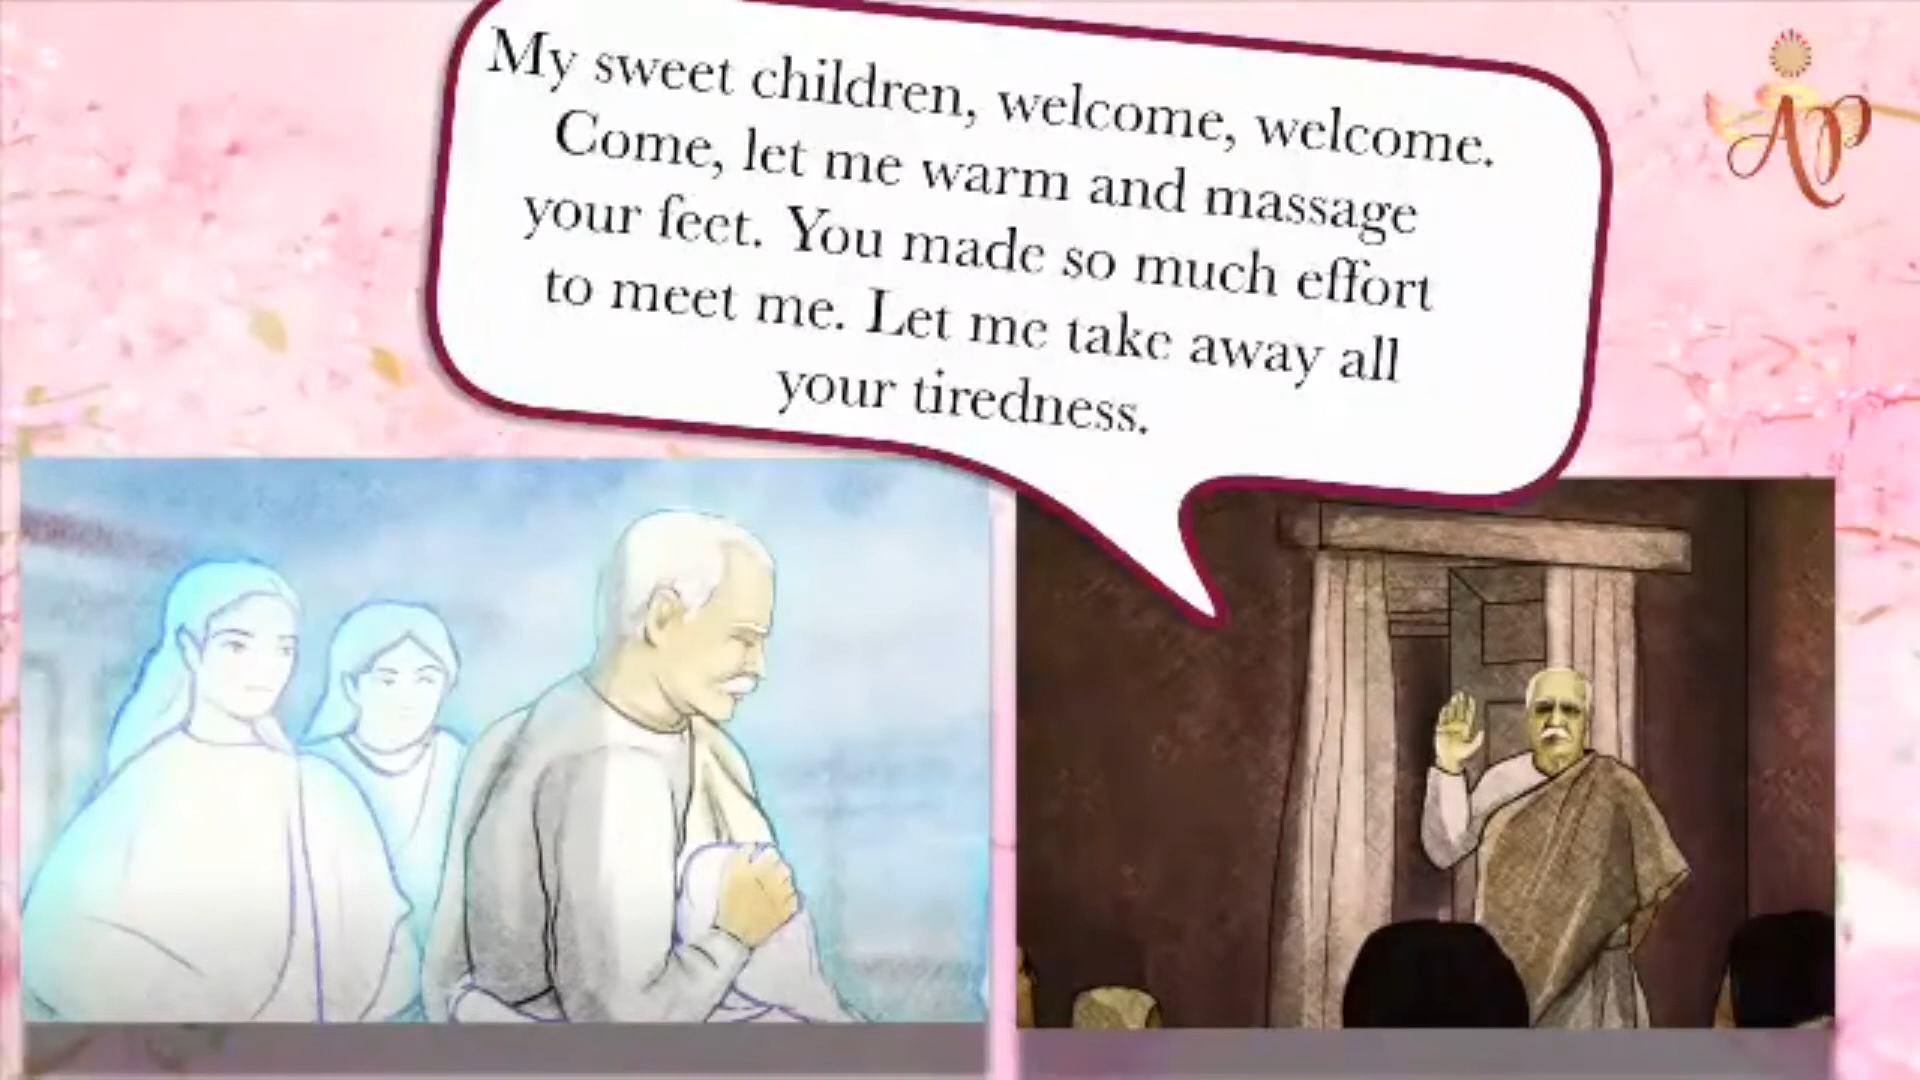 My sweet children, welcome, welcome.
Come, let me warm and massage
your feet. You made so much effort
to meet me. Let me take away all
your tiredness.
AP